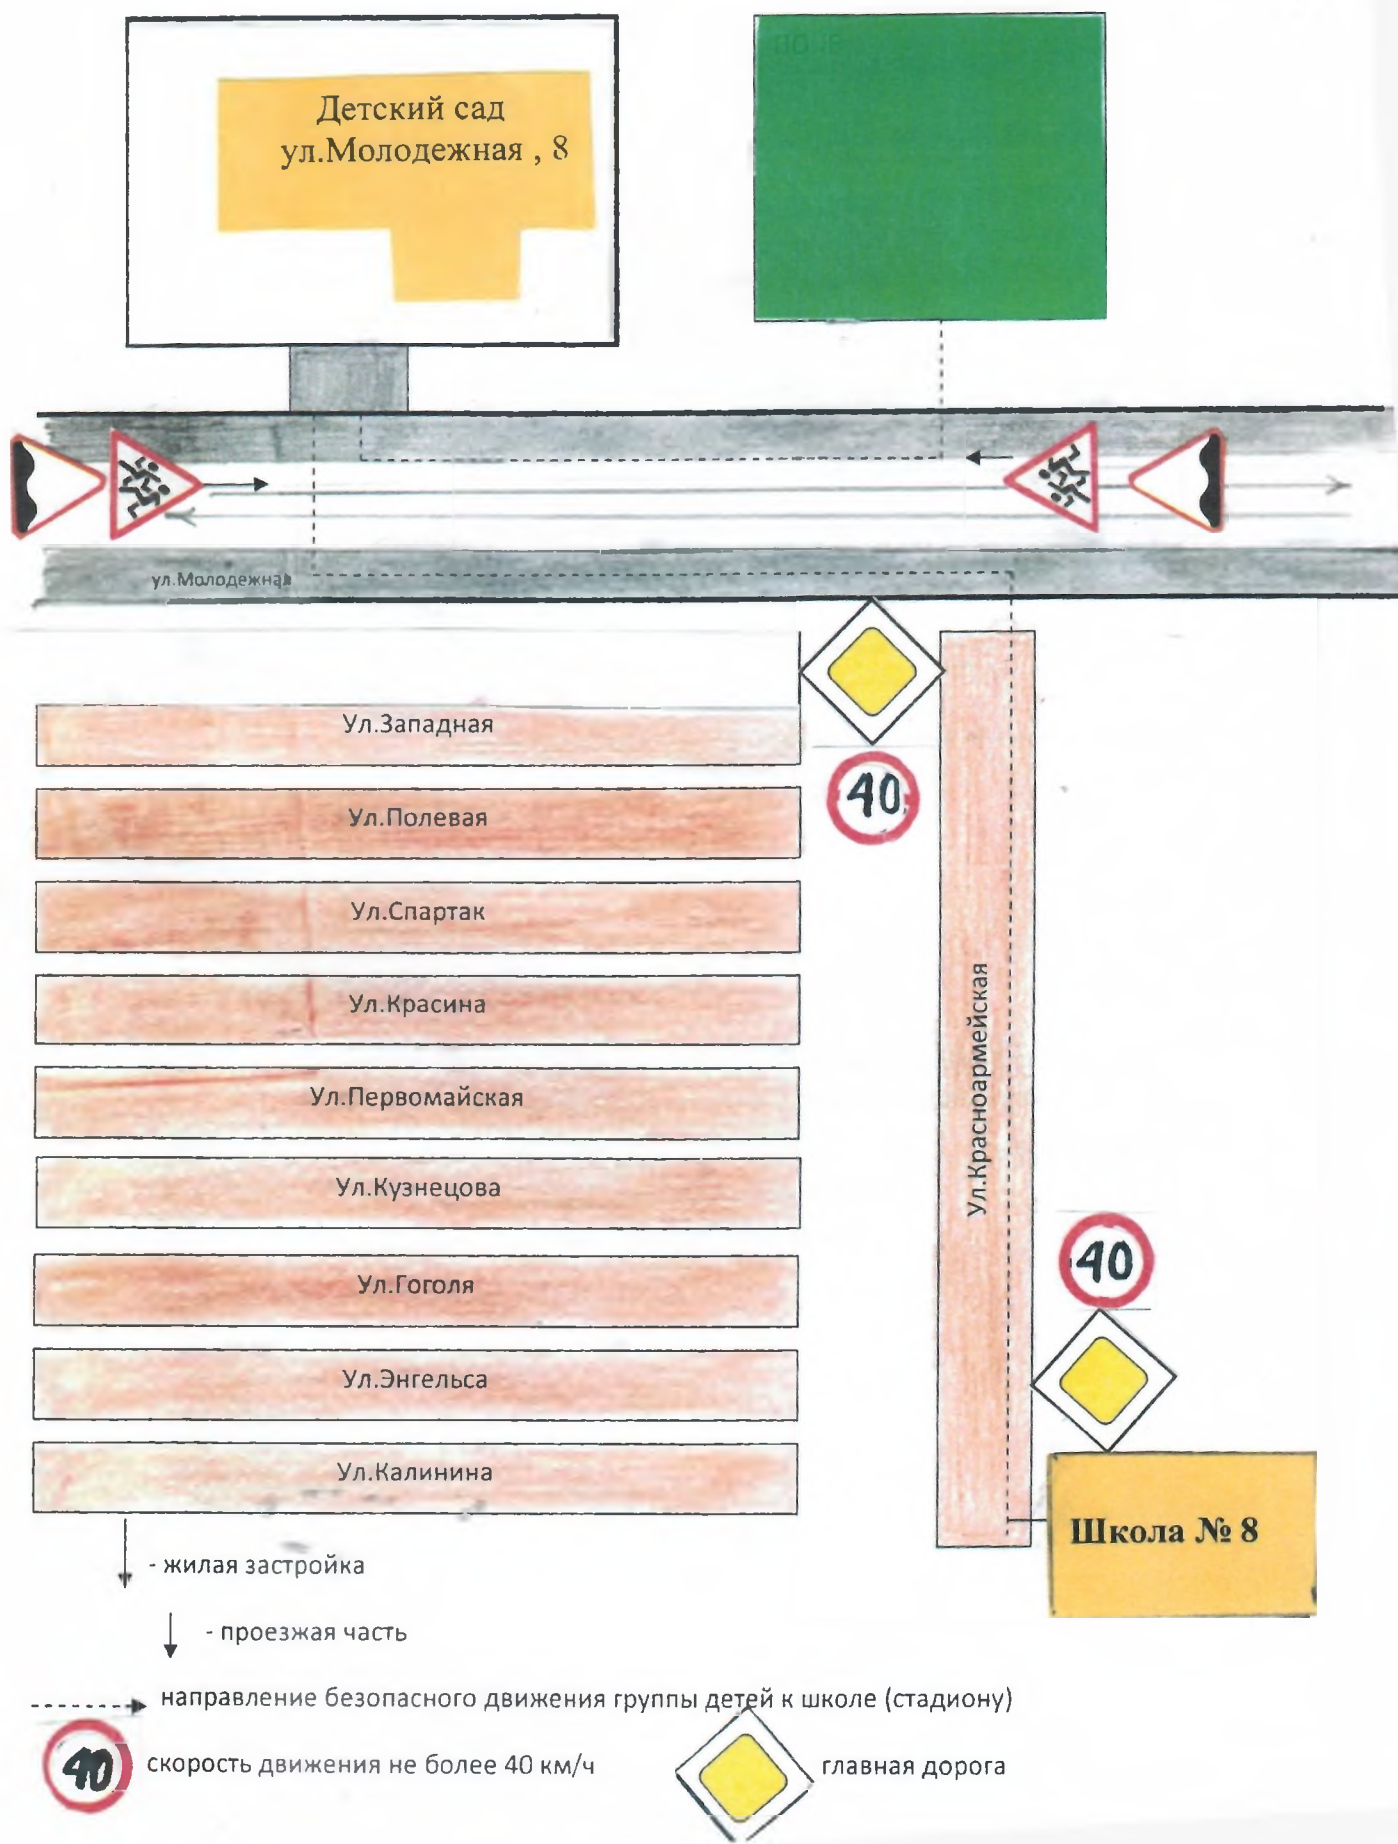 Детский сад
ул.Молодежная , 8
ПОЛЕ
ул.Молодежная
Ул.Западная
40
Ул.Полевая
Ул.Спартак
Ул.Красина
Ул.Красноармейская
Ул.Первомайская
Ул.Кузнецова
40
Ул.Гоголя
Ул.Энгельса
Ул.Калинина
Школа № 8
- жилая застройка
- проезжая часть
направление безопасного движения группы детей к школе (стадиону)
40 скорость движения не более 40 км/ч
главная дорога